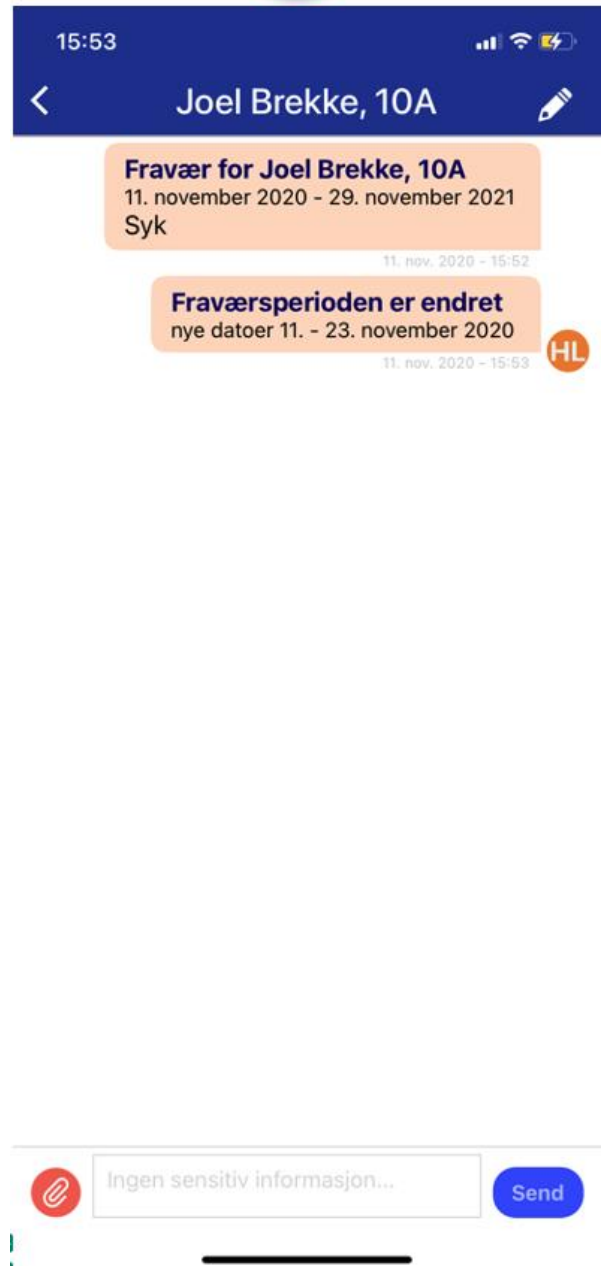 15:53
Joel Brekke, 10A
Fravær for Joel Brekke, 10A
11. november 2020 - 29. november 2021
Syk
11. nov. 2020 - 15:52
Fraværsperioden er endret
nye datoer 11. - 23. november 2020
HL
11. nov. 2020 - 15:53
Ingen sensitiv informasjon...
Send